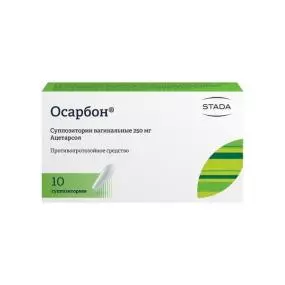 Осарбон®
STADA
Суппозитории вагинальные 250 мг
Ацетарсол
Противопротозойное средство
10
суппозиториев